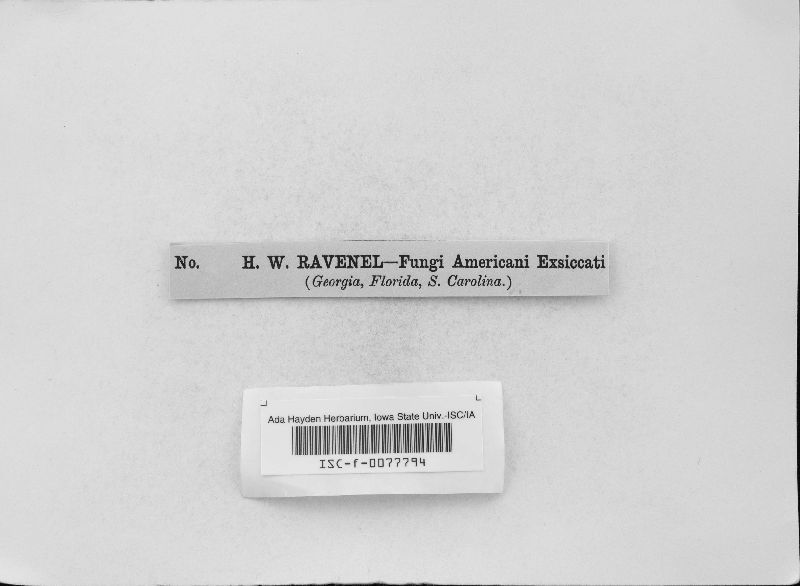 No. H. W. RAVENEL—Fungi Americani Exsiccati
(Georgia, Florida, S. Carolina.)
Ada Hayden Herbarium, Iowa State Univ.-ISC/IA
ISC-f-0077794